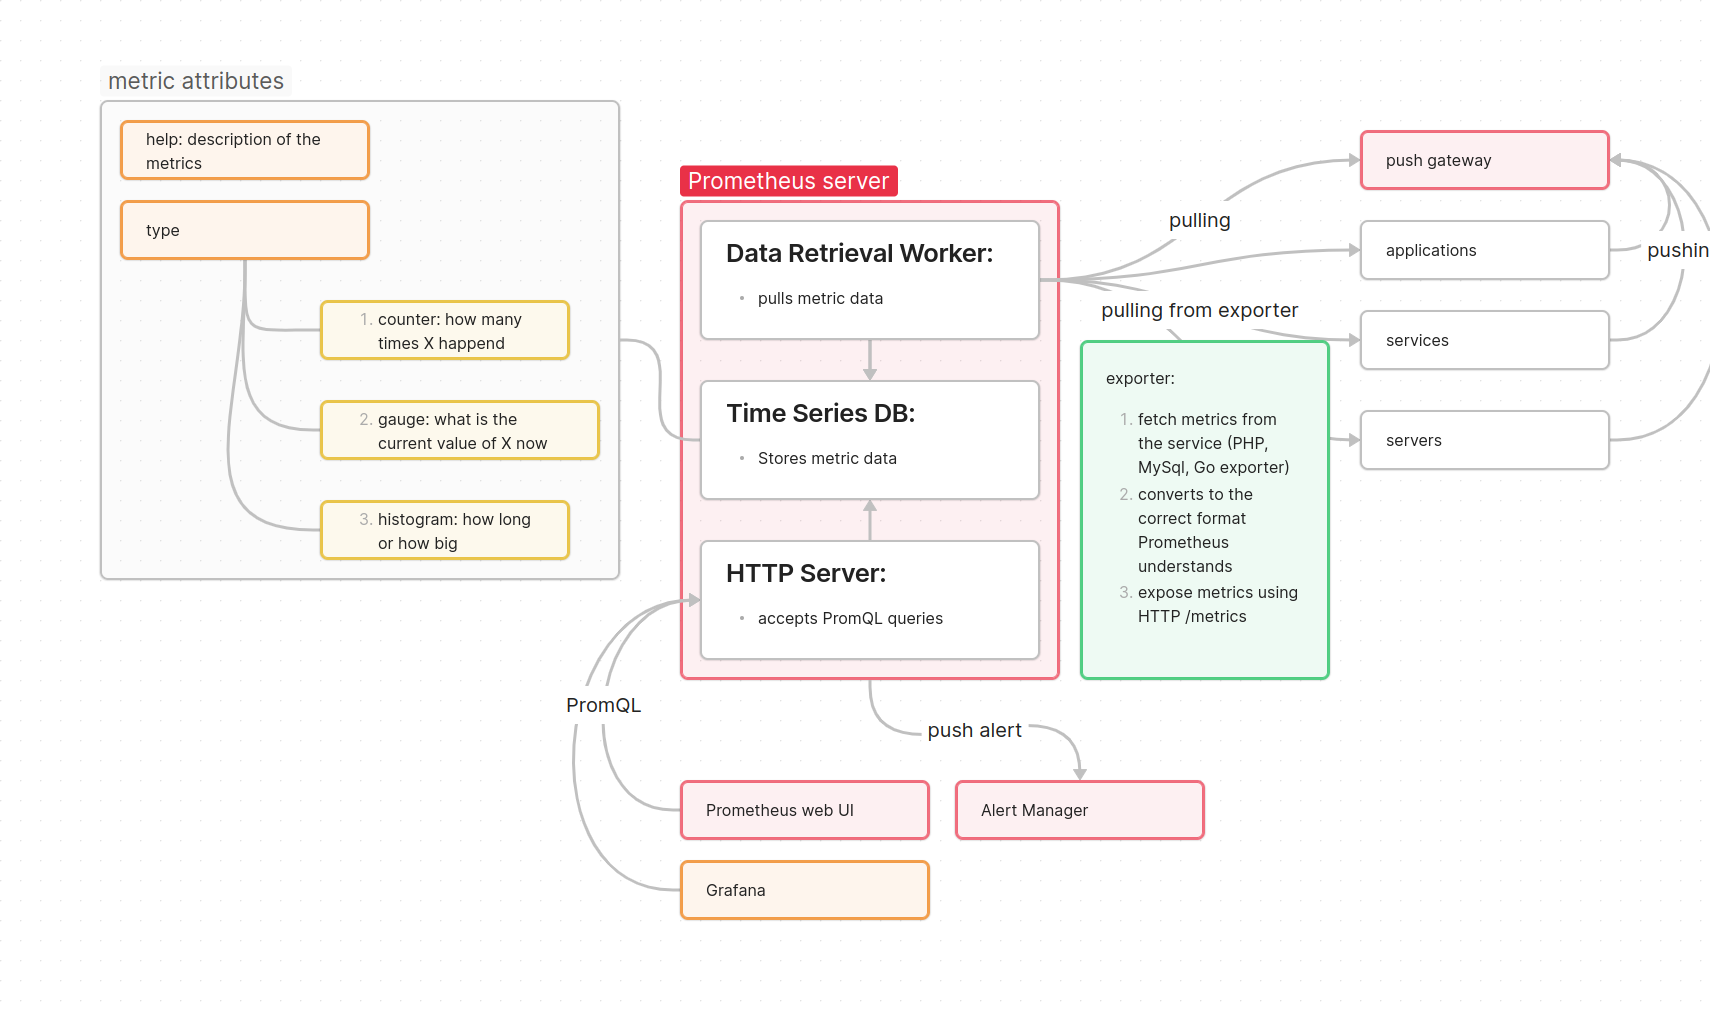 metric attributes
help: description of the
metrics
type
1. counter: how many
times X happend
2. gauge: what is the
current value of X now
3. histogram: how long
or how big
Prometheus server
Data Retrieval Worker:
• pulls metric data
Time Series DB:
• Stores metric data
HTTP Server:
• accepts PromQL queries
PromQL
push alert
Prometheus web UI
Alert Manager
Grafana
pulling
pulling from exporter
exporter:
1. fetch metrics from
the service (PHP,
MySql, Go exporter)
2. converts to the
correct format
Prometheus
understands
3. expose metrics using
HTTP /metrics
push gateway
applications
services
servers
pushin